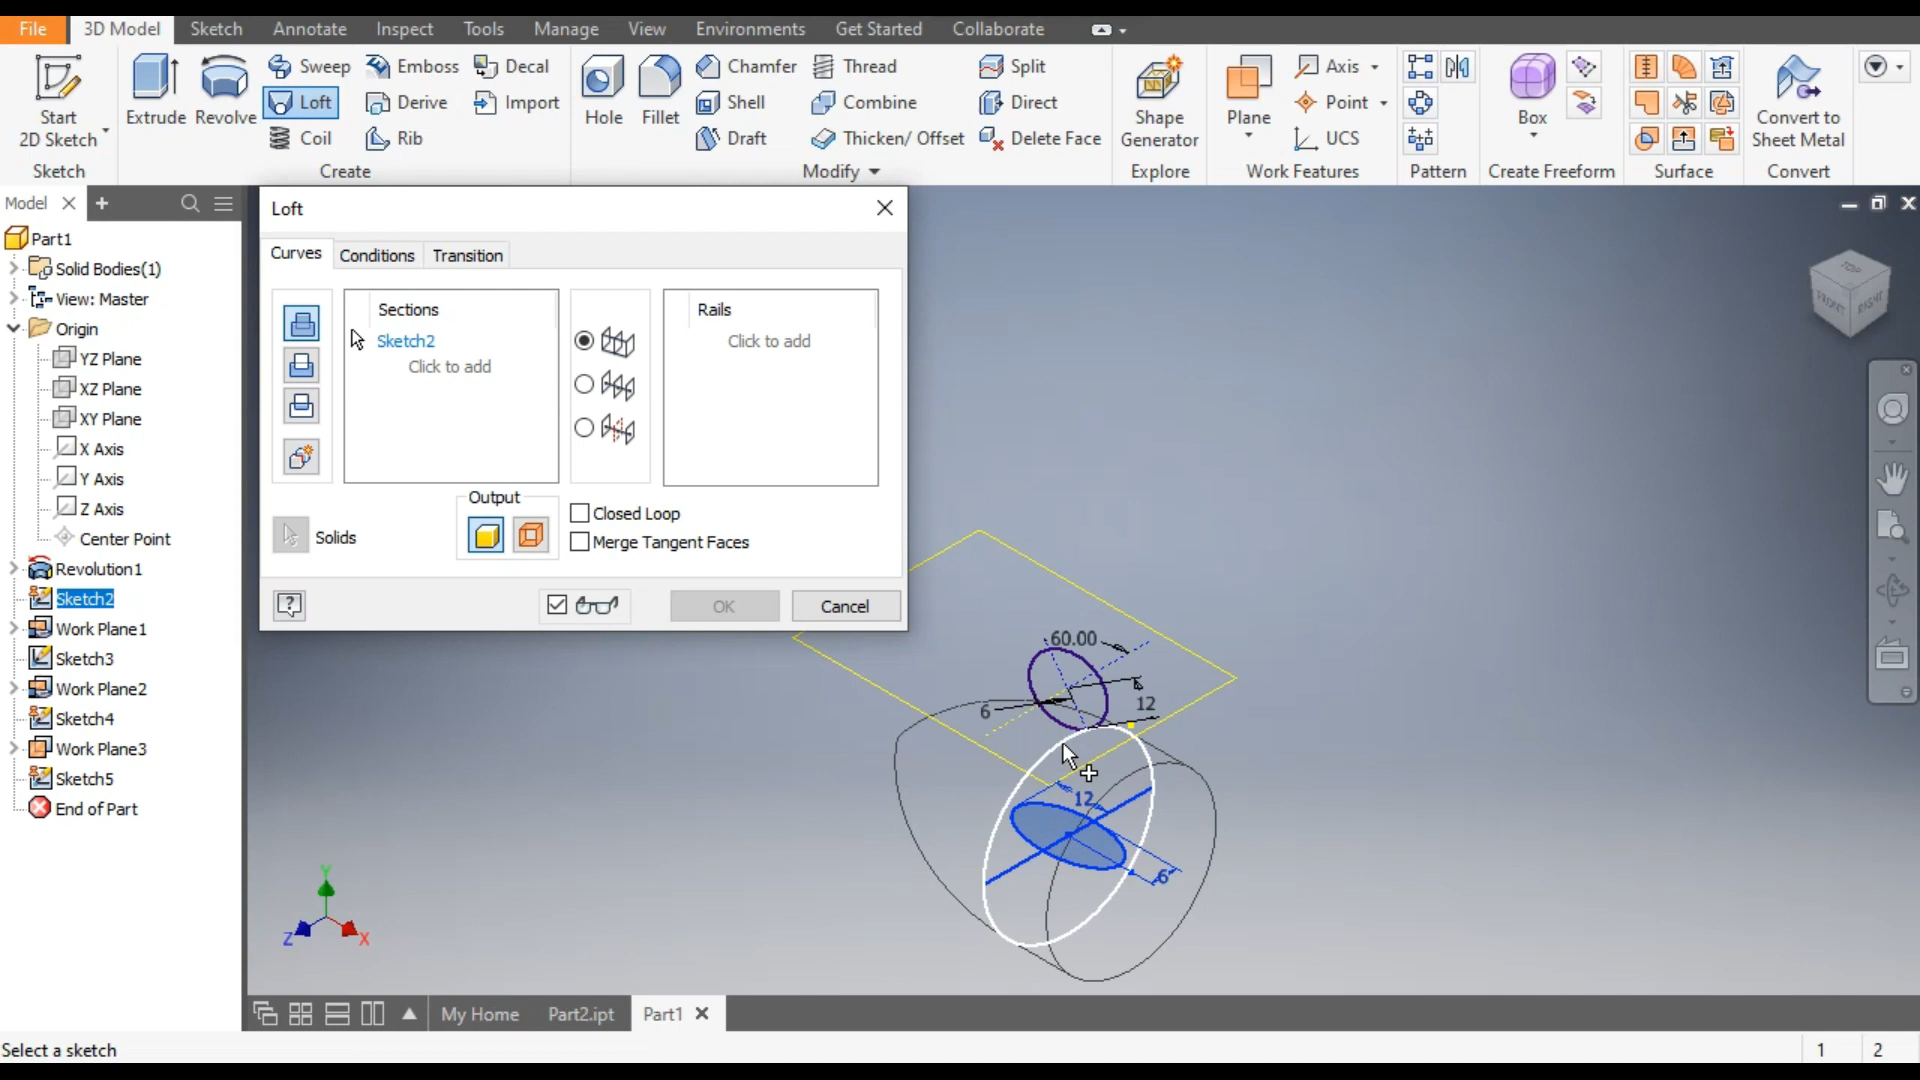 File 3D Model Sketch Annotate Inspect Tools Manage View Environments Get Started Collaborate
Start
2D Sketch
Sketch
Extrude Revolve
Sweep Emboss Decal
Loft Derive Import
Coil Rib
Create
Hole Fillet
Chamfer Thread Split
Shell Combine Direct
Draft Thicken/ Offset Delete Face
Modify
Shape
Generator
Explore
Plane
Axis
Point
UCS
Work Features
Pattern
Box
Create Freeform
Surface
Convert to
Sheet Metal
Convert
Model
Part1
Solid Bodies(1)
View: Master
Origin
YZ Plane
XZ Plane
XY Plane
X Axis
Y Axis
Z Axis
Center Point
Revolution1
Sketch2
Work Plane1
Sketch3
Work Plane2
Sketch4
Work Plane3
Sketch5
End of Part
Loft
Curves Conditions Transition
Sections
Sketch2
Click to add
Rails
Click to add
Output
Solids
Closed Loop
Merge Tangent Faces
OK Cancel
TOP
FRONT RIGHT
60.00
12
6
12
6
Y
Z X
My Home Part2.ipt Part1
Select a sketch 1 2